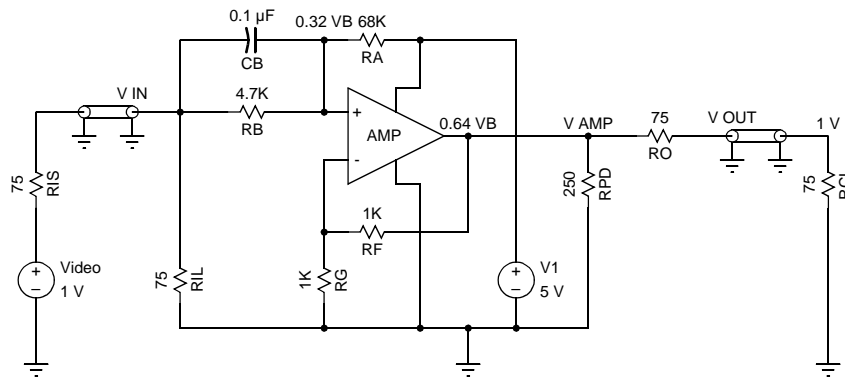 0.1 µF
0.32 VB 68K
CB
RA
V IN
4.7K
RB
+
AMP
-
0.64 VB
V AMP
75
RO
V OUT
1 V
75
RIS
250
RPD
75
RCL
1K
RF
Video
1 V
+
−
75
RIL
1K
RG
+
−
V1
5 V